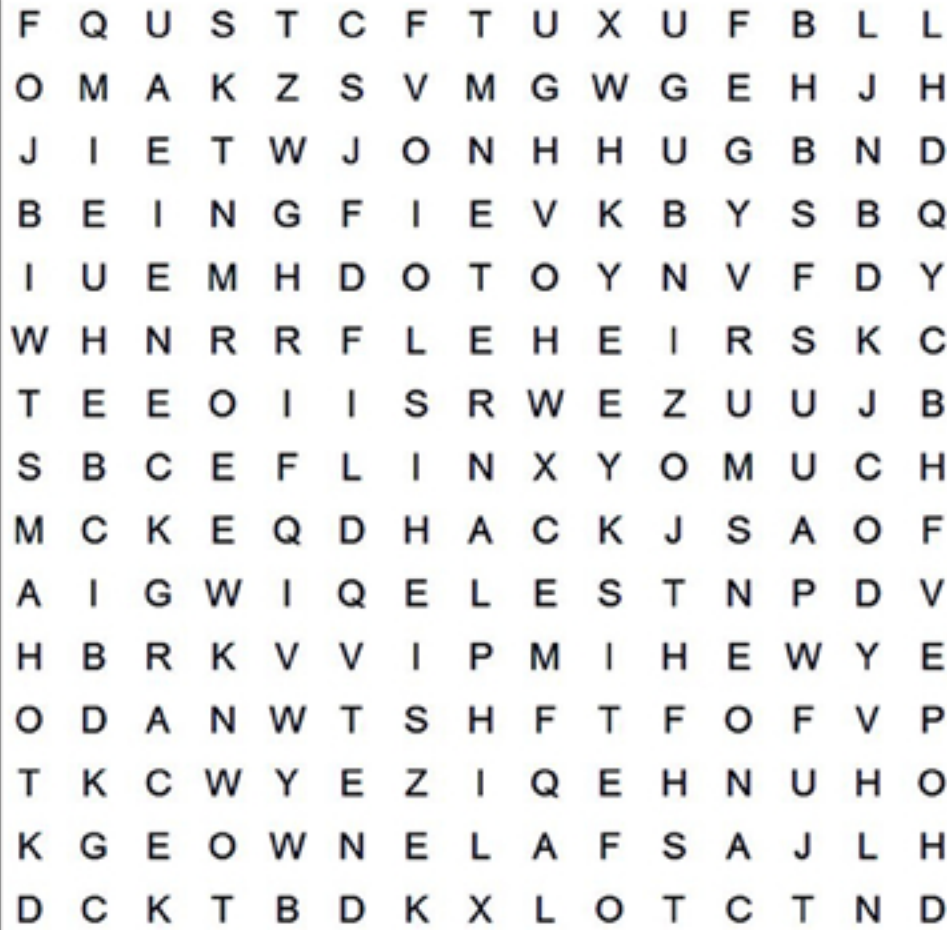 F Q U S T C F T U X U F B L L
O M A K Z S V M G W G E H J H
J I E T W J O N H H U G B N D
B E I N G F I E V K B Y S B Q
I U E M H D O T O Y N V F D Y
W H N R R F L E H E I R S K C
T E E O I I S R W E Z U U J B
S B C E F L I N X Y O M U C H
M C K E Q D H A C K J S A O F
A I G W I Q E L E S T N P D V
H B R K V V I P M I H E W Y E
O D A N W T S H F T F O F V P
T K C W Y E Z I Q E H N U H O
K G E O W N E L A F S A J L H
D C K T B D K X L O T C T N D